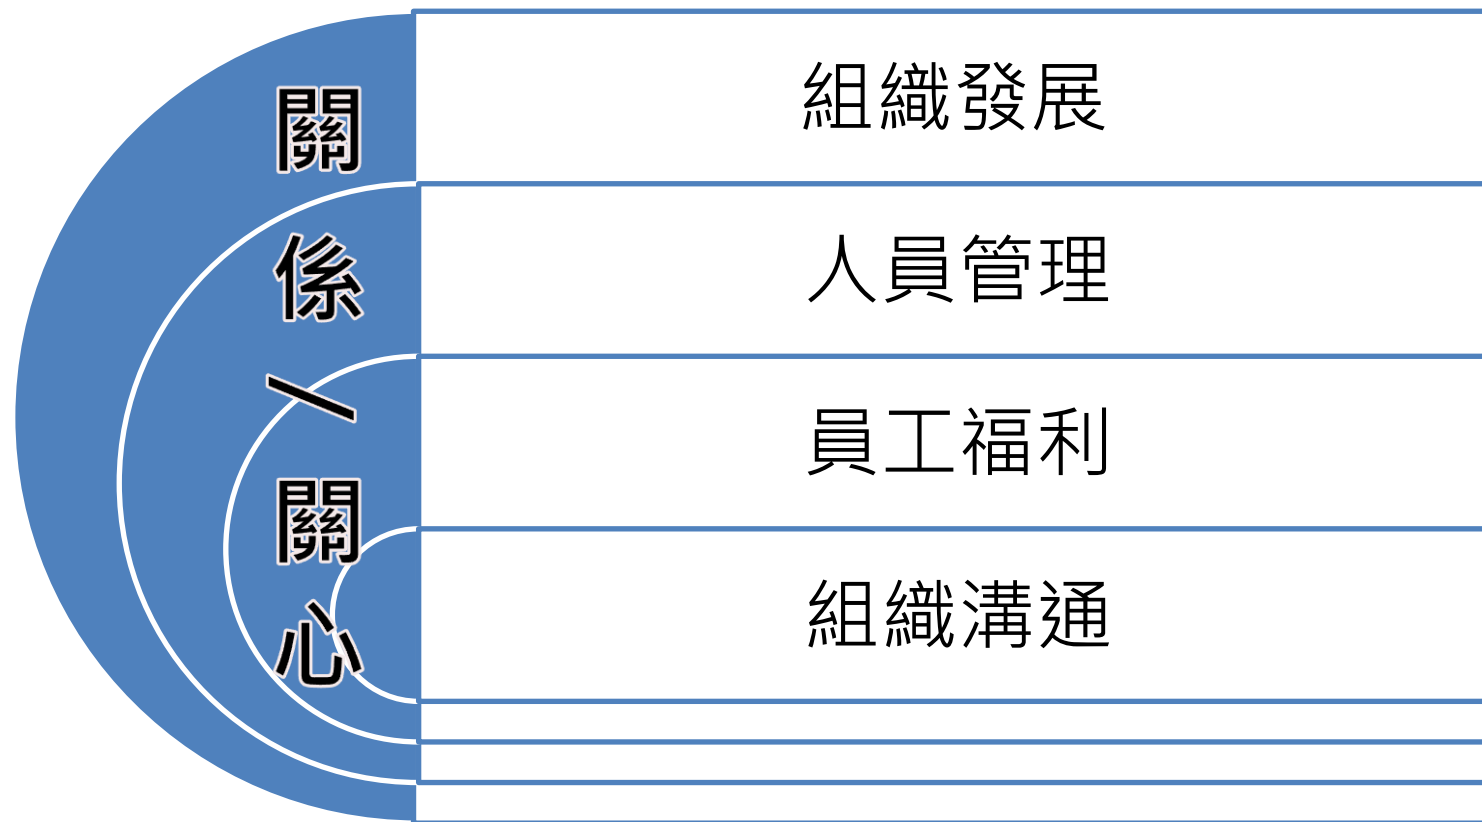 關係/關心
組織發展
人員管理
員工福利
組織溝通